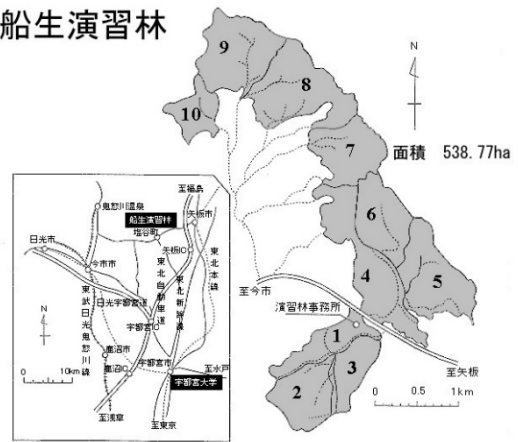 船生演習林
9
8
10
7
N
面積 538.77ha
6
4
5
至今市
演習林事務所
1
2
3
至矢板
0 0.5 1km
至福島
鬼怒川温泉
船生演習林
矢板市
塩谷町
日光市
矢板IC
今市市
東北本線
東北新幹線
東北自動車道
日光宇都宮道
東武日光鬼怒川線
N
宇都宮IC
鹿沼市
宇都宮市
至水戸
0 10km
鹿沼IC
宇都宮大学
至浅草
至東京